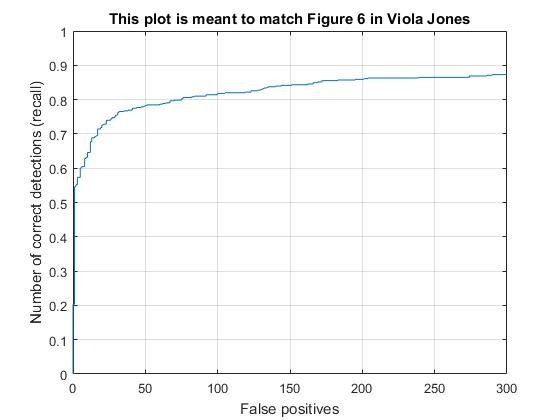 This plot is meant to match Figure 6 in Viola Jones
Number of correct detections (recall)
1
0.9
0.8
0.7
0.6
0.5
0.4
0.3
0.2
0.1
0
0 50 100 150 200 250 300
False positives